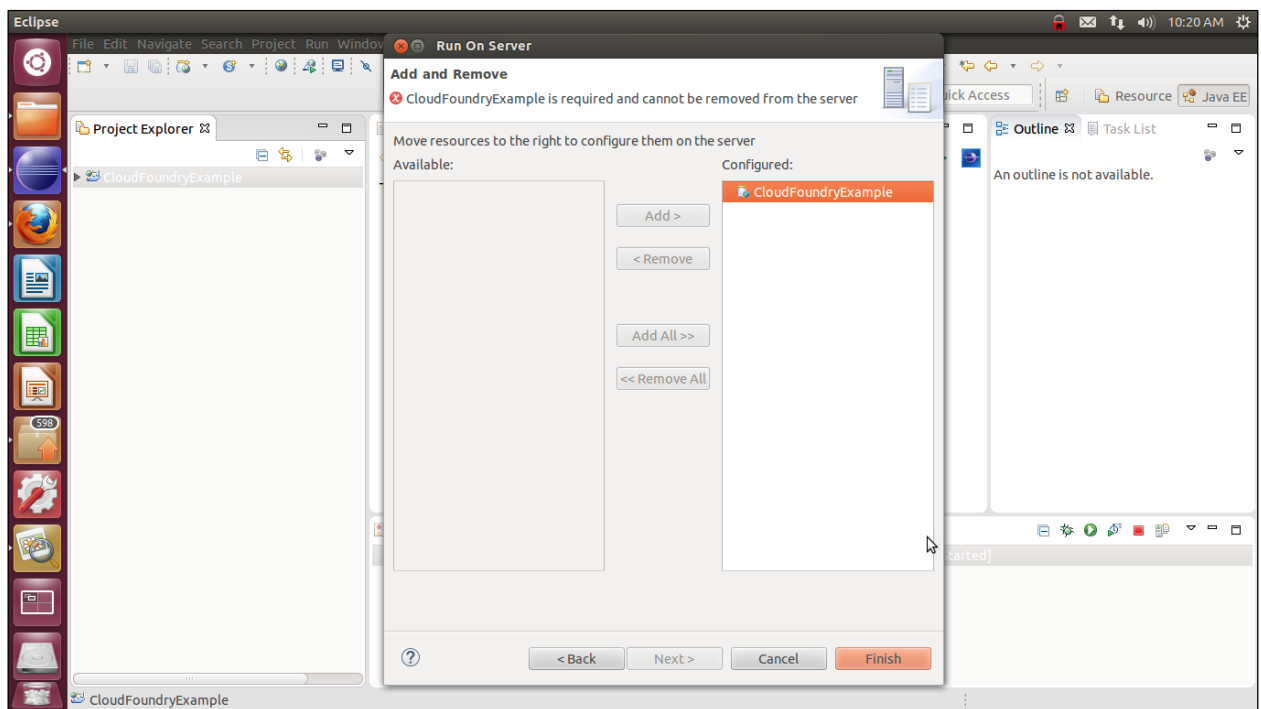 Eclipse
10:20 AM
File Edit Navigate Search Project Run Window
Run On Server
Add and Remove
CloudFoundryExample is required and cannot be removed from the server
Resource
Java EE
Project Explorer
Outline
Task List
Move resources to the right to configure them on the server
Available:
Configured:
CloudFoundryExample
An outline is not available.
CloudFoundryExample
Add >
< Remove
Add All >>
<< Remove All
598
< Back
Next >
Cancel
Finish
CloudFoundryExample